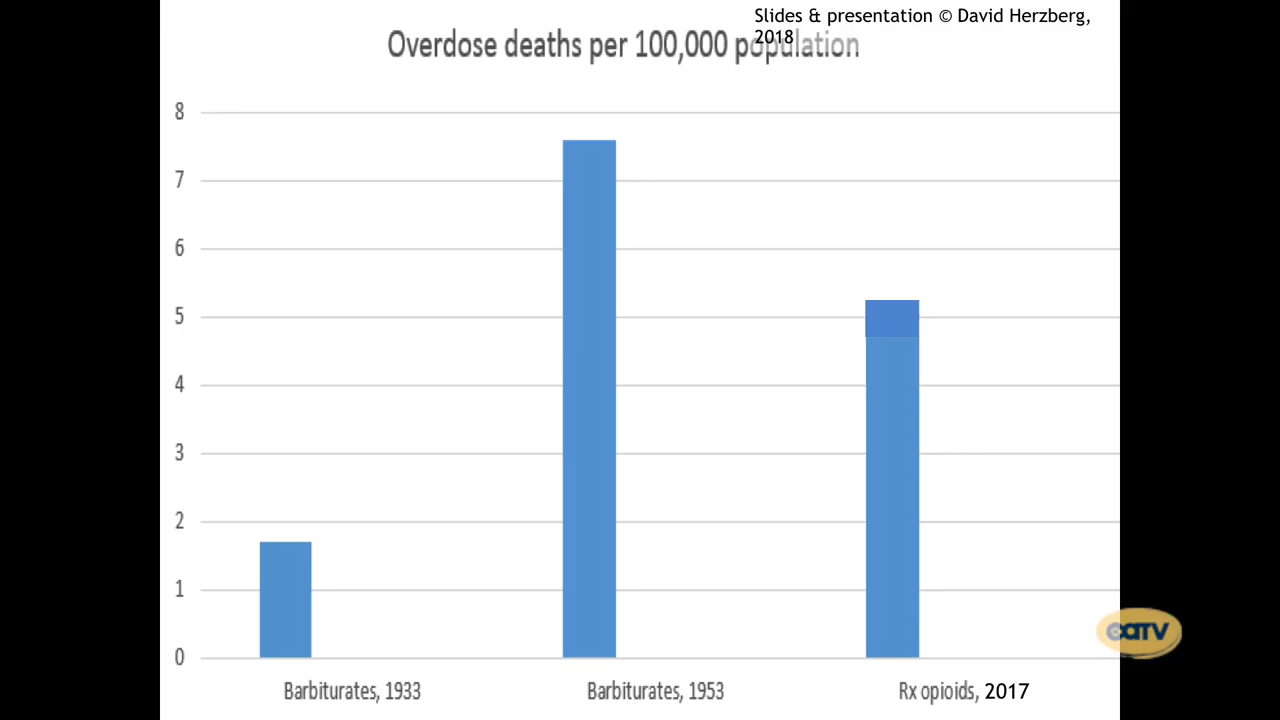 Slides & presentation © David Herzberg,
2018
Overdose deaths per 100,000 population
8
7
6
5
4
3
2
1
0
Barbiturates, 1933
Barbiturates, 1953
Rx opioids, 2017
CATV